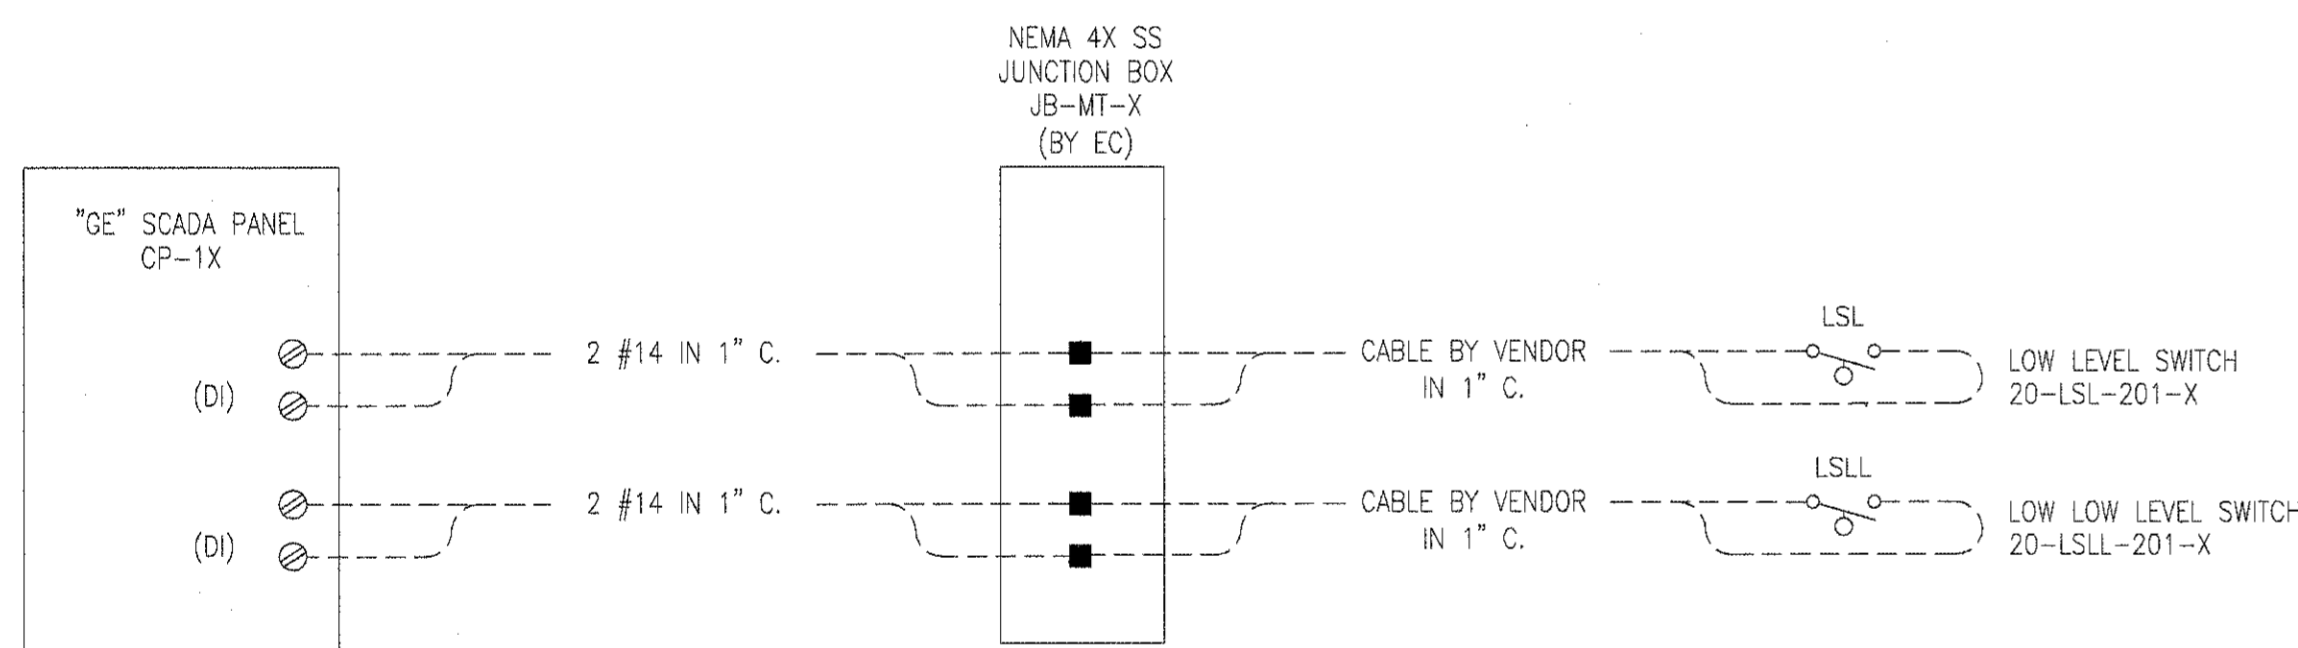 NEMA 4X SS
JUNCTION BOX
JB-MT-X
(BY EC)
"GE" SCADA PANEL
CP-1X
LSL
2 #14 IN 1" C.
CABLE BY VENDOR
IN 1" C.
LOW LEVEL SWITCH
20-LSL-201-X
(DI)
LSLL
2 #14 IN 1" C.
CABLE BY VENDOR
IN 1" C.
LOW LOW LEVEL SWITCH
20-LSLL-201-X
(DI)